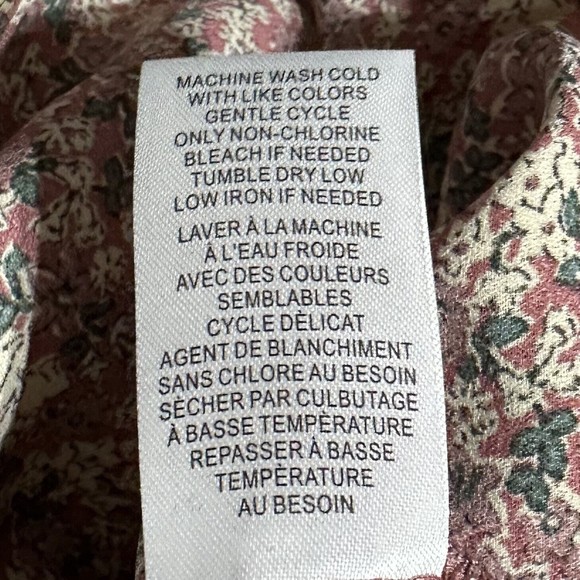 MACHINE WASH COLD
WITH LIKE COLORS
GENTLE CYCLE
ONLY NON-CHLORINE
BLEACH IF NEEDED
TUMBLE DRY LOW
LOW IRON IF NEEDED
LAVER À LA MACHINE
À L'EAU FROIDE
AVEC DES COULEURS
SEMBLABLES
CYCLE DÈLICAT
AGENT DE BLANCHIMENT
SANS CHLORE AU BESOIN
SÈCHER PAR CULBUTAGE
À BASSE TEMPÈRATURE
REPASSER À BASSE
TEMPÈRATURE
AU BESOIN